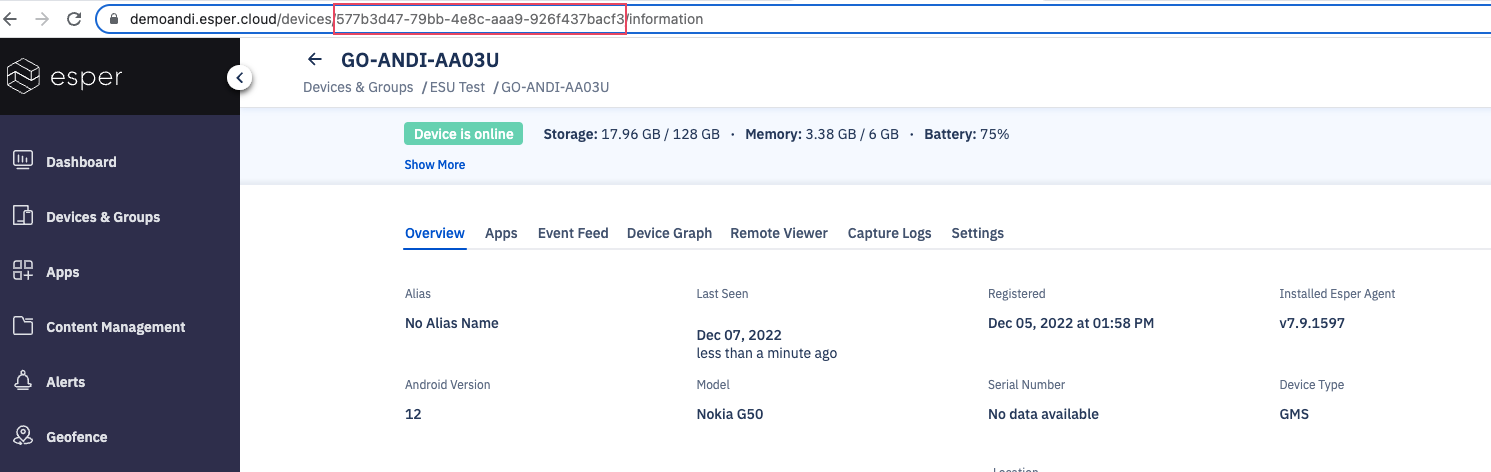 demoandi.esper.cloud/devices/577b3d47-79bb-4e8c-aaa9-926f437bacf3/information
esper
GO-ANDI-AA03U
Devices & Groups / ESU Test / GO-ANDI-AA03U
Device is online Storage: 17.96 GB / 128 GB · Memory: 3.38 GB / 6 GB · Battery: 75%
Show More
Dashboard
Devices & Groups
Apps
Content Management
Alerts
Geofence
Overview Apps Event Feed Device Graph Remote Viewer Capture Logs Settings
Alias Last Seen Registered Installed Esper Agent
No Alias Name Dec 07, 2022 Dec 05, 2022 at 01:58 PM v7.9.1597
less than a minute ago
Android Version Model Serial Number Device Type
12 Nokia G50 No data available GMS
Location